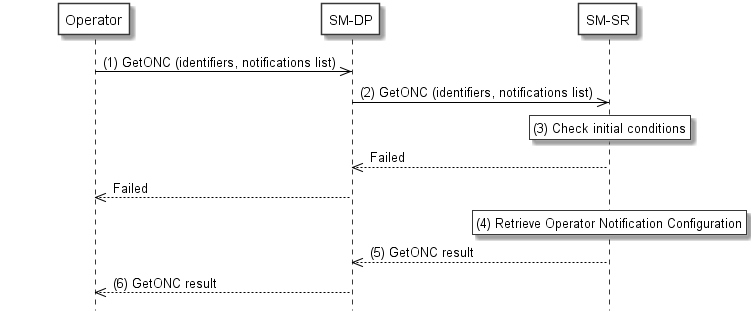 Operator
SM-DP
SM-SR
(1) GetONC (identifiers, notifications list)
(2) GetONC (identifiers, notifications list)
(3) Check initial conditions
Failed
Failed
(4) Retrieve Operator Notification Configuration
(5) GetONC result
(6) GetONC result